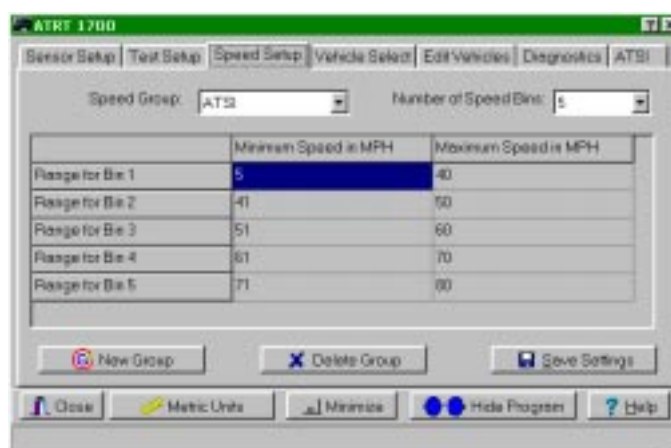 ATRT 1700
Sensor Setup Test Setup Speed Setup Vehicle Select Edit Vehicles Diagnostics ATSI
Speed Group: ATSI Number of Speed Bins: 5
Minimum Speed in MPH Maximum Speed in MPH
Range for Bin 1 5 40
Range for Bin 2 41 50
Range for Bin 3 51 60
Range for Bin 4 61 70
Range for Bin 5 71 80
New Group Delete Group Save Settings
Close Metric Units Minimize Hide Program ? Help